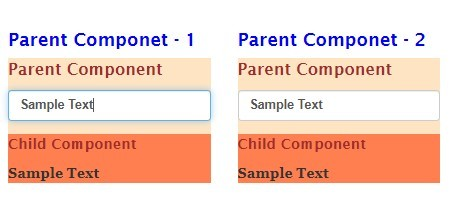 Parent Componet - 1
Parent Component
Sample Text
Child Component
Sample Text
Parent Componet - 2
Parent Component
Sample Text
Child Component
Sample Text